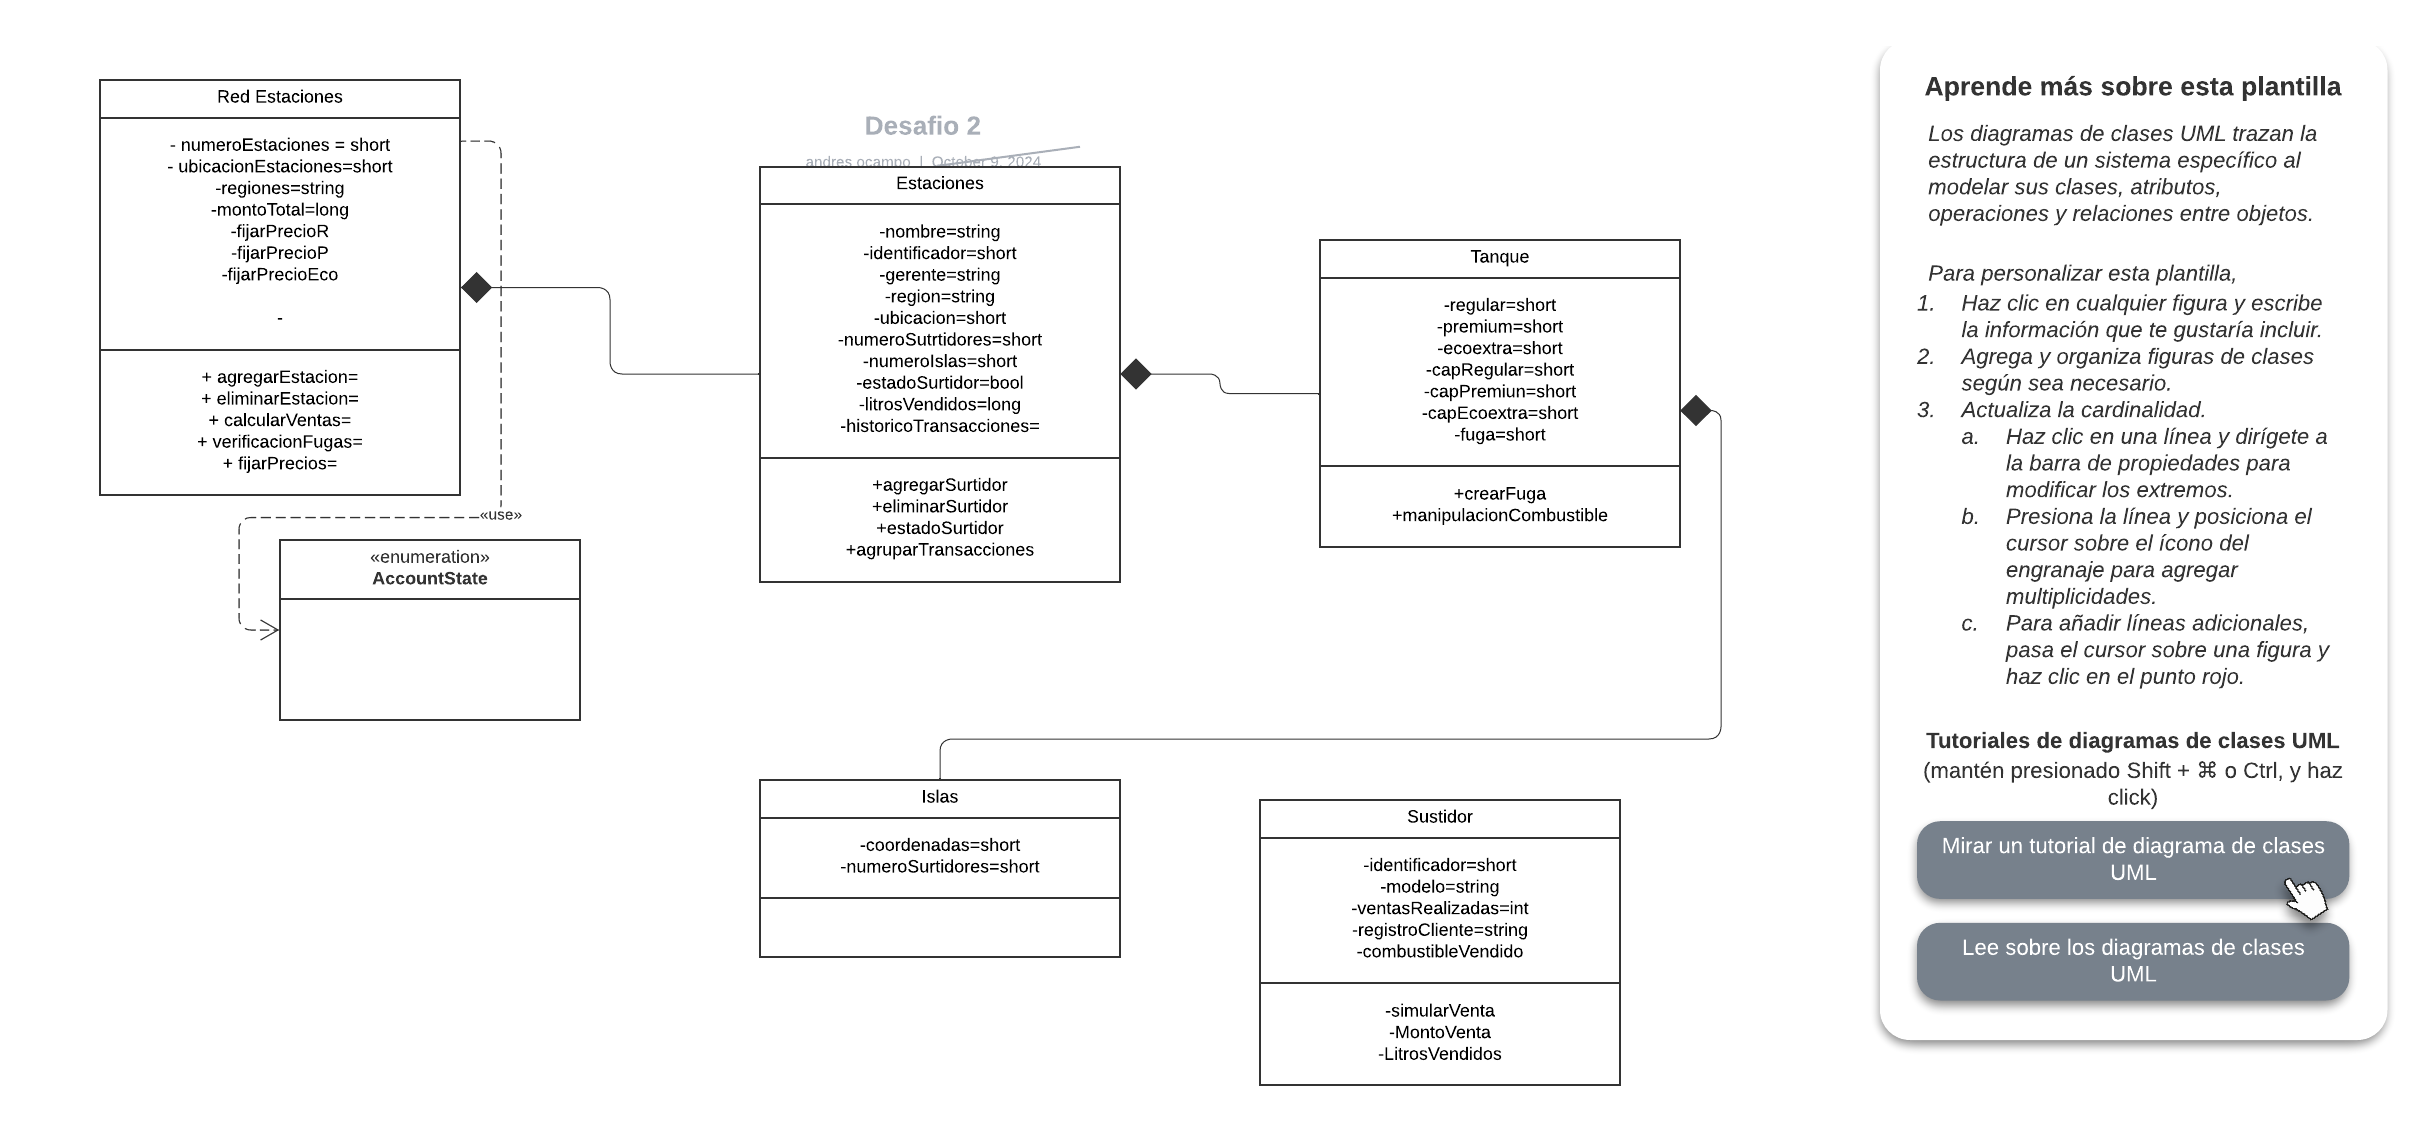 Red Estaciones
- numeroEstaciones = short
- ubicacionEstaciones=short
-regiones=string
-montoTotal=long
-fijarPrecioR
-fijarPrecioP
-fijarPrecioEco
-
+ agregarEstacion=
+ eliminarEstacion=
+ calcularVentas=
+ verificacionFugas=
+ fijarPrecios=
«use»
«enumeration»
AccountState
Desafio 2
andres ocampo | October 9, 2024
Estaciones
-nombre=string
-identificador=short
-gerente=string
-region=string
-ubicacion=short
-numeroSutrtidores=short
-numeroIslas=short
-estadoSurtidor=bool
-litrosVendidos=long
-historicoTransacciones=
+agregarSurtidor
+eliminarSurtidor
+estadoSurtidor
+agruparTransacciones
Tanque
-regular=short
-premium=short
-ecoextra=short
-capRegular=short
-capPremiun=short
-capEcoextra=short
-fuga=short
+crearFuga
+manipulacionCombustible
Islas
-coordenadas=short
-numeroSurtidores=short
Sustidor
-identificador=short
-modelo=string
-ventasRealizadas=int
-registroCliente=string
-combustibleVendido
-simularVenta
-MontoVenta
-LitrosVendidos
Aprende más sobre esta plantilla
Los diagramas de clases UML trazan la
estructura de un sistema específico al
modelar sus clases, atributos,
operaciones y relaciones entre objetos.
Para personalizar esta plantilla,
1. Haz clic en cualquier figura y escribe
la información que te gustaría incluir.
2. Agrega y organiza figuras de clases
según sea necesario.
3. Actualiza la cardinalidad.
a. Haz clic en una línea y dirígete a
la barra de propiedades para
modificar los extremos.
b. Presiona la línea y posiciona el
cursor sobre el ícono del
engranaje para agregar
multiplicidades.
c. Para añadir líneas adicionales,
pasa el cursor sobre una figura y
haz clic en el punto rojo.
Tutoriales de diagramas de clases UML
(mantén presionado Shift + ⌘ o Ctrl, y haz
click)
Mirar un tutorial de diagrama de clases
UML
Lee sobre los diagramas de clases
UML